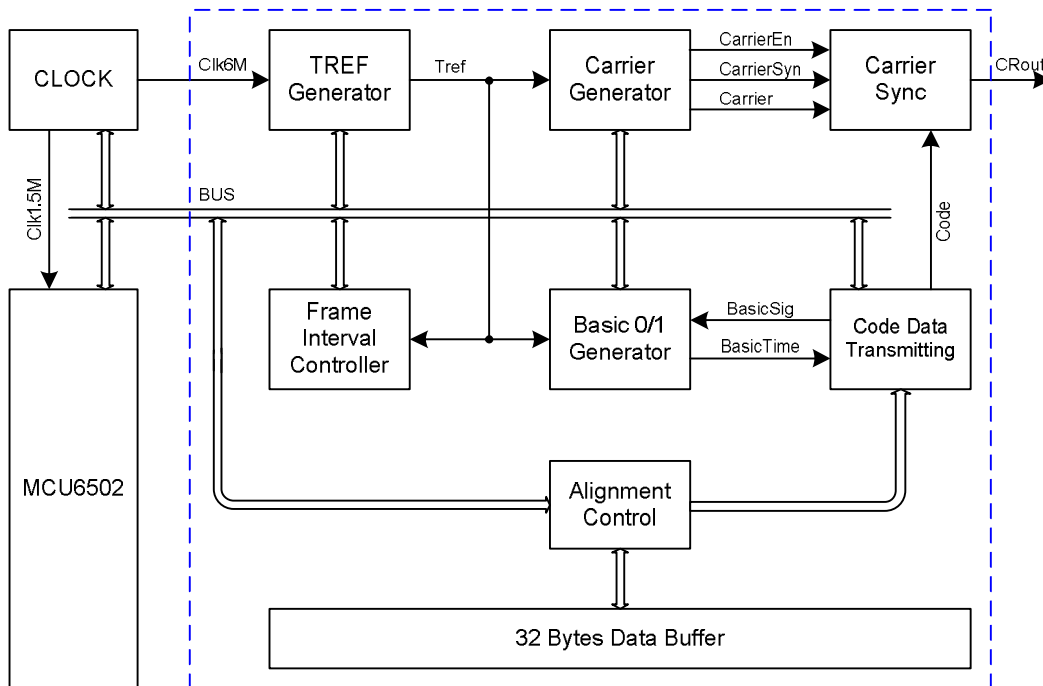 CLOCK
Clk6M
TREF
Generator
Tref
Carrier
Generator
CarrierEn
CarrierSyn
Carrier
Carrier
Sync
CRout
Clk1.5M
BUS
Code
MCU6502
Frame
Interval
Controller
Basic 0/1
Generator
BasicSig
BasicTime
Code Data
Transmitting
Alignment
Control
32 Bytes Data Buffer